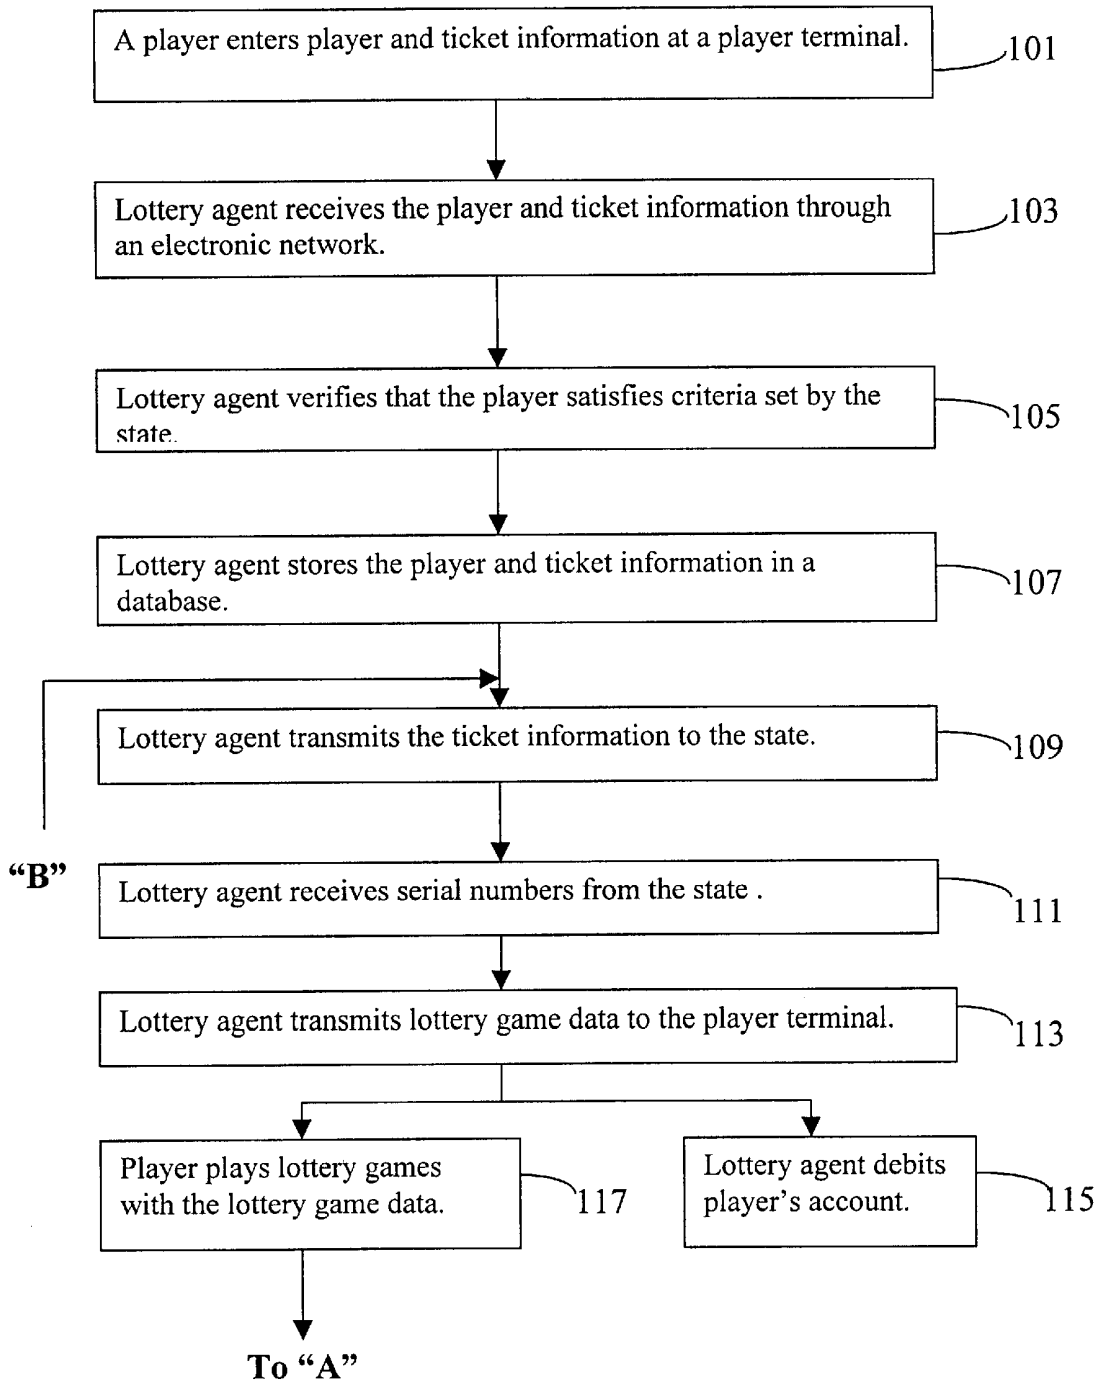 A player enters player and ticket information at a player terminal.
101
Lottery agent receives the player and ticket information through
an electronic network.
103
Lottery agent verifies that the player satisfies criteria set by the
state.
105
Lottery agent stores the player and ticket information in a
database.
107
Lottery agent transmits the ticket information to the state.
109
“B”
Lottery agent receives serial numbers from the state .
111
Lottery agent transmits lottery game data to the player terminal.
113
Player plays lottery games
with the lottery game data.
117
Lottery agent debits
player’s account.
115
To “A”